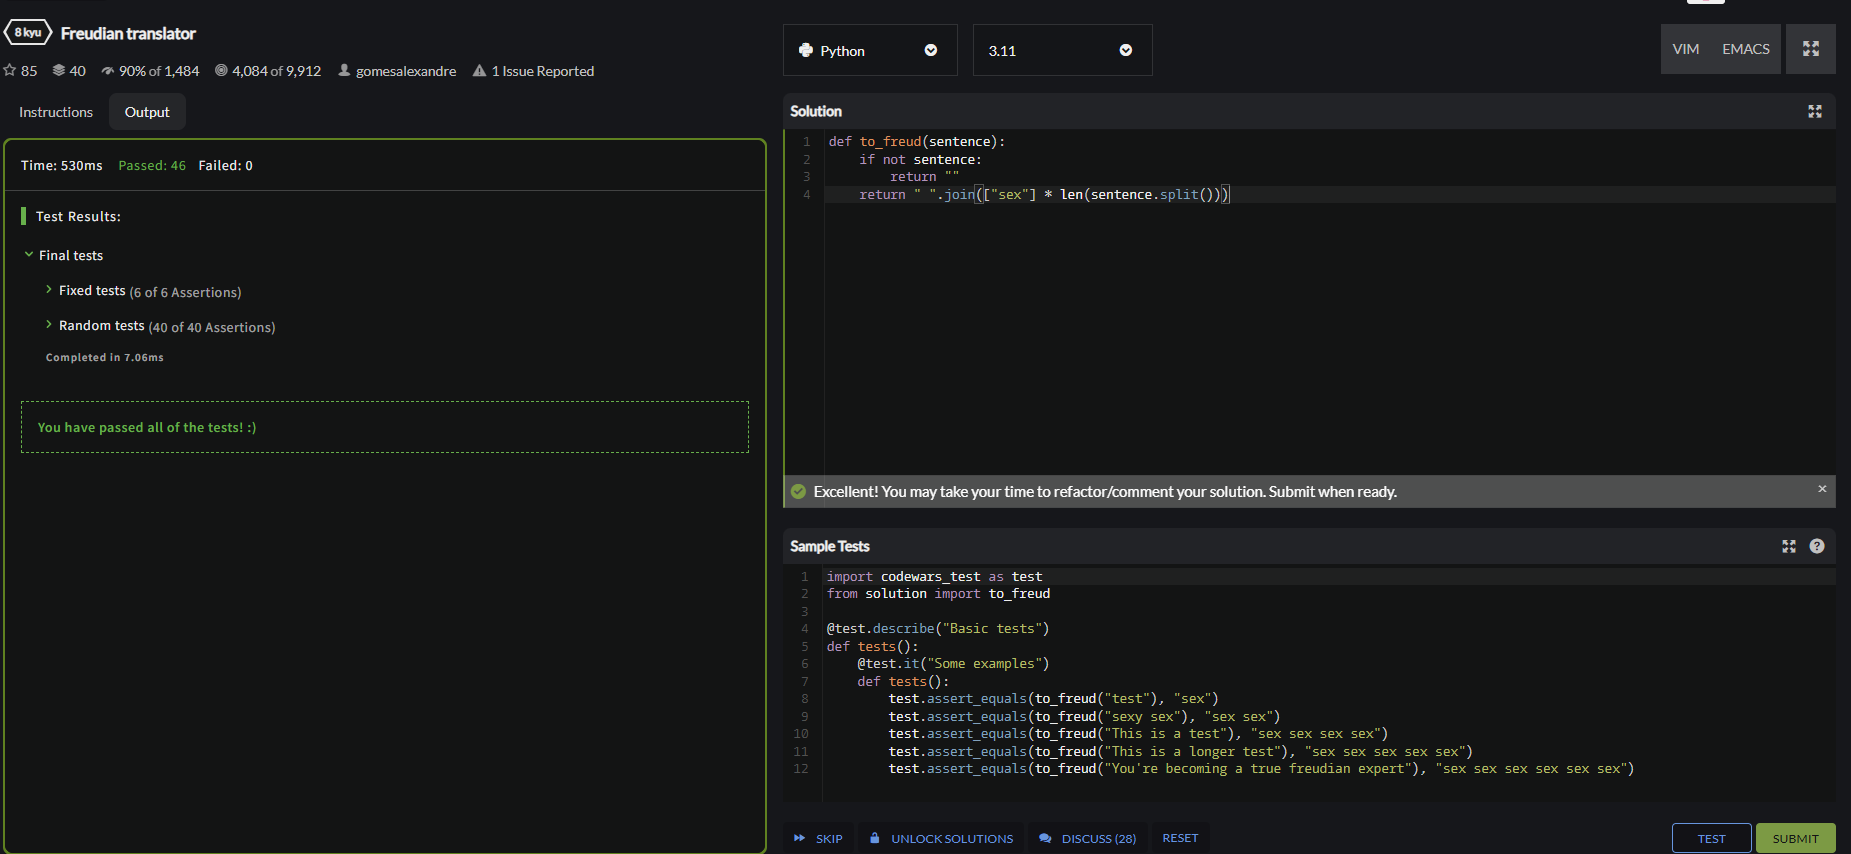 8 kyu Freudian translator
85 40 90% of 1,484 4,084 of 9,912 gomesalexandre 1 Issue Reported
Instructions Output
Time: 530ms Passed: 46 Failed: 0
Test Results:
Final tests
Fixed tests (6 of 6 Assertions)
Random tests (40 of 40 Assertions)
Completed in 7.06ms
You have passed all of the tests! :)
Python 3.11 VIM EMACS
Solution
1 def to_freud(sentence):
2     if not sentence:
3         return ""
4     return " ".join(["sex"] * len(sentence.split()))
Excellent! You may take your time to refactor/comment your solution. Submit when ready. ×
Sample Tests ?
1 import codewars_test as test
2 from solution import to_freud
3
4 @test.describe("Basic tests")
5 def tests():
6     @test.it("Some examples")
7     def tests():
8         test.assert_equals(to_freud("test"), "sex")
9         test.assert_equals(to_freud("sexy sex"), "sex sex")
10         test.assert_equals(to_freud("This is a test"), "sex sex sex sex")
11         test.assert_equals(to_freud("This is a longer test"), "sex sex sex sex sex")
12         test.assert_equals(to_freud("You're becoming a true freudian expert"), "sex sex sex sex sex sex")
SKIP UNLOCK SOLUTIONS DISCUSS (28) RESET TEST SUBMIT